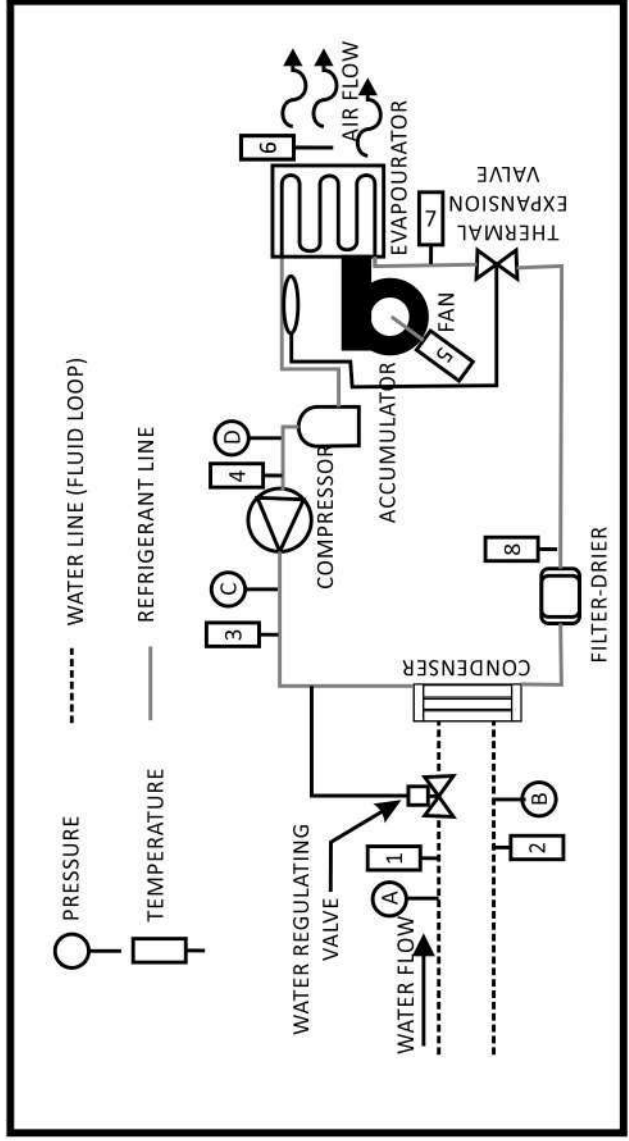 PRESSURE
WATER LINE (FLUID LOOP)
TEMPERATURE
REFRIGERANT LINE
3
C
4
D
6
AIR FLOW
COMPRESSOR
ACCUMULATOR
5
FAN
EVAPOURATOR
7
THERMAL
EXPANSION
VALVE
WATER REGULATING
VALVE
WATER FLOW
A
1
2
B
CONDENSER
FILTER-DRIER
8